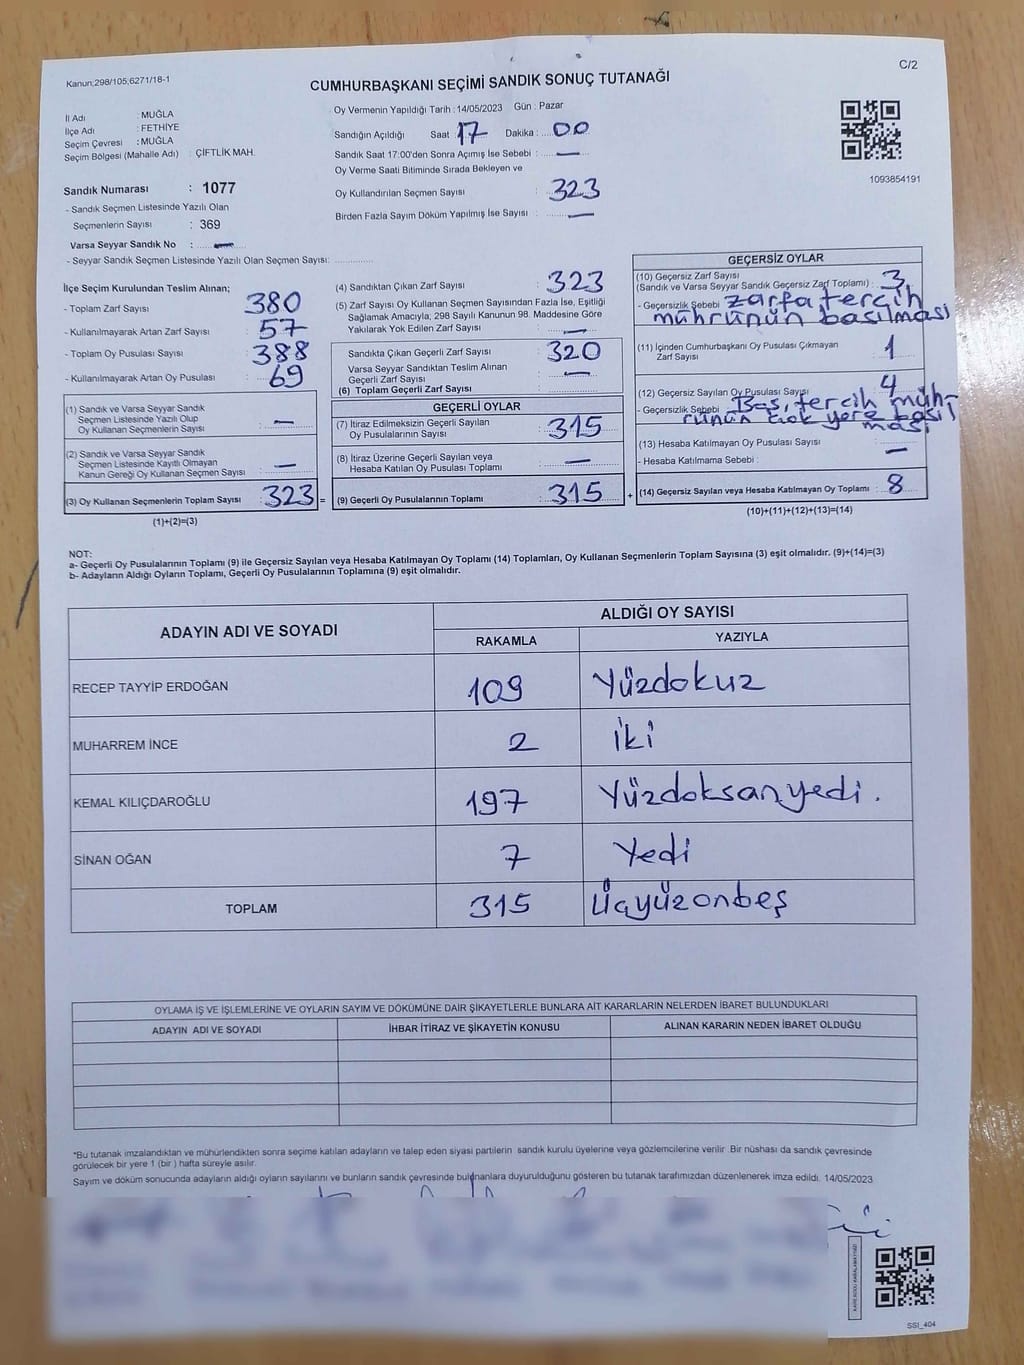 Kanun;298/105;6271/18-1
C/2
CUMHURBAŞKANI SEÇİMİ SANDIK SONUÇ TUTANAĞI
İl Adı : MUĞLA
İlçe Adı : FETHİYE
Seçim Çevresi : MUĞLA
Seçim Bölgesi (Mahalle Adı) : ÇİFTLİK MAH.
Sandık Numarası : 1077
- Sandık Seçmen Listesinde Yazılı Olan
Seçmenlerin Sayısı : 369
Varsa Seyyar Sandık No : —
- Seyyar Sandık Seçmen Listesinde Yazılı Olan Seçmen Sayısı: ..............
Oy Vermenin Yapıldığı Tarih : 14/05/2023 Gün : Pazar
Sandığın Açıldığı Saat 17 Dakika : 00
Sandık Saat 17:00'den Sonra Açımış İse Sebebi : —
Oy Verme Saati Bitiminde Sırada Bekleyen ve
Oy Kullandırılan Seçmen Sayısı : 323
Birden Fazla Sayım Döküm Yapılmış İse Sayısı : —
1093854191
İlçe Seçim Kurulundan Teslim Alınan;
- Toplam Zarf Sayısı : 380
- Kullanılmayarak Artan Zarf Sayısı : 57
- Toplam Oy Pusulası Sayısı : 388
- Kullanılmayarak Artan Oy Pusulası : 69
(1) Sandık ve Varsa Seyyar Sandık
Seçmen Listesinde Yazılı Olup
Oy Kullanan Seçmenlerin Sayısı : —
(2) Sandık ve Varsa Seyyar Sandık
Seçmen Listesinde Kayıtlı Olmayan
Kanun Gereği Oy Kullanan Seçmen Sayısı : —
(3) Oy Kullanan Seçmenlerin Toplam Sayısı : 323 =
(1)+(2)=(3)
(4) Sandıktan Çıkan Zarf Sayısı : 323
(5) Zarf Sayısı Oy Kullanan Seçmen Sayısından Fazla İse, Eşitliği
Sağlamak Amacıyla; 298 Sayılı Kanunun 98. Maddesine Göre
Yakılarak Yok Edilen Zarf Sayısı : —
Sandıkta Çıkan Geçerli Zarf Sayısı : 320
Varsa Seyyar Sandıktan Teslim Alınan
Geçerli Zarf Sayısı : —
(6) Toplam Geçerli Zarf Sayısı :
GEÇERLİ OYLAR
(7) İtiraz Edilmeksizin Geçerli Sayılan
Oy Pusulalarının Sayısı : 315
(8) İtiraz Üzerine Geçerli Sayılan veya
Hesaba Katılan Oy Pusulası Toplamı : —
(9) Geçerli Oy Pusulalarının Toplamı : 315 +
GEÇERSİZ OYLAR
(10) Geçersiz Zarf Sayısı
(Sandık ve Varsa Seyyar Sandık Geçersiz Zarf Toplamı) : 3
- Geçersizlik Sebebi : zarfa tercih
mührünün basılması
(11) İçinden Cumhurbaşkanı Oy Pusulası Çıkmayan
Zarf Sayısı : 1
(12) Geçersiz Sayılan Oy Pusulası Sayısı : 4
- Geçersizlik Sebebi : Boş, tercih müh-
rünün çok yere basıl
ması
(13) Hesaba Katılmayan Oy Pusulası Sayısı : —
- Hesaba Katılmama Sebebi :
(14) Geçersiz Sayılan veya Hesaba Katılmayan Oy Toplamı : 8
(10)+(11)+(12)+(13)=(14)
NOT:
a- Geçerli Oy Pusulalarının Toplamı (9) ile Geçersiz Sayılan veya Hesaba Katılmayan Oy Toplamı (14) Toplamları, Oy Kullanan Seçmenlerin Toplam Sayısına (3) eşit olmalıdır. (9)+(14)=(3)
b- Adayların Aldığı Oyların Toplamı, Geçerli Oy Pusulalarının Toplamına (9) eşit olmalıdır.
ADAYIN ADI VE SOYADI
ALDIĞI OY SAYISI
RAKAMLA YAZIYLA
RECEP TAYYİP ERDOĞAN 109 Yüzdokuz
MUHARREM İNCE 2 İki
KEMAL KILIÇDAROĞLU 197 Yüzdoksanyedi.
SİNAN OĞAN 7 Yedi
TOPLAM 315 Üçyüzonbeş
OYLAMA İŞ VE İŞLEMLERİNE VE OYLARIN SAYIM VE DÖKÜMÜNE DAİR ŞİKAYETLERLE BUNLARA AİT KARARLARIN NELERDEN İBARET BULUNDUKLARI
ADAYIN ADI VE SOYADI İHBAR İTİRAZ VE ŞİKAYETİN KONUSU ALINAN KARARIN NEDEN İBARET OLDUĞU
*Bu tutanak imzalandıktan ve mühürlendikten sonra seçime katılan adayların ve talep eden siyasi partilerin sandık kurulu üyelerine veya gözlemcilerine verilir. Bir nüshası da sandık çevresinde
görülecek bir yere 1 (bir ) hafta süreyle asılır.
Sayım ve döküm sonucunda adayların aldığı oyların sayılarını ve bunların sandık çevresinde bulunanlara duyurulduğunu gösteren bu tutanak tarafımızdan düzenlenerek imza edildi. 14/05/2023
SSI_404